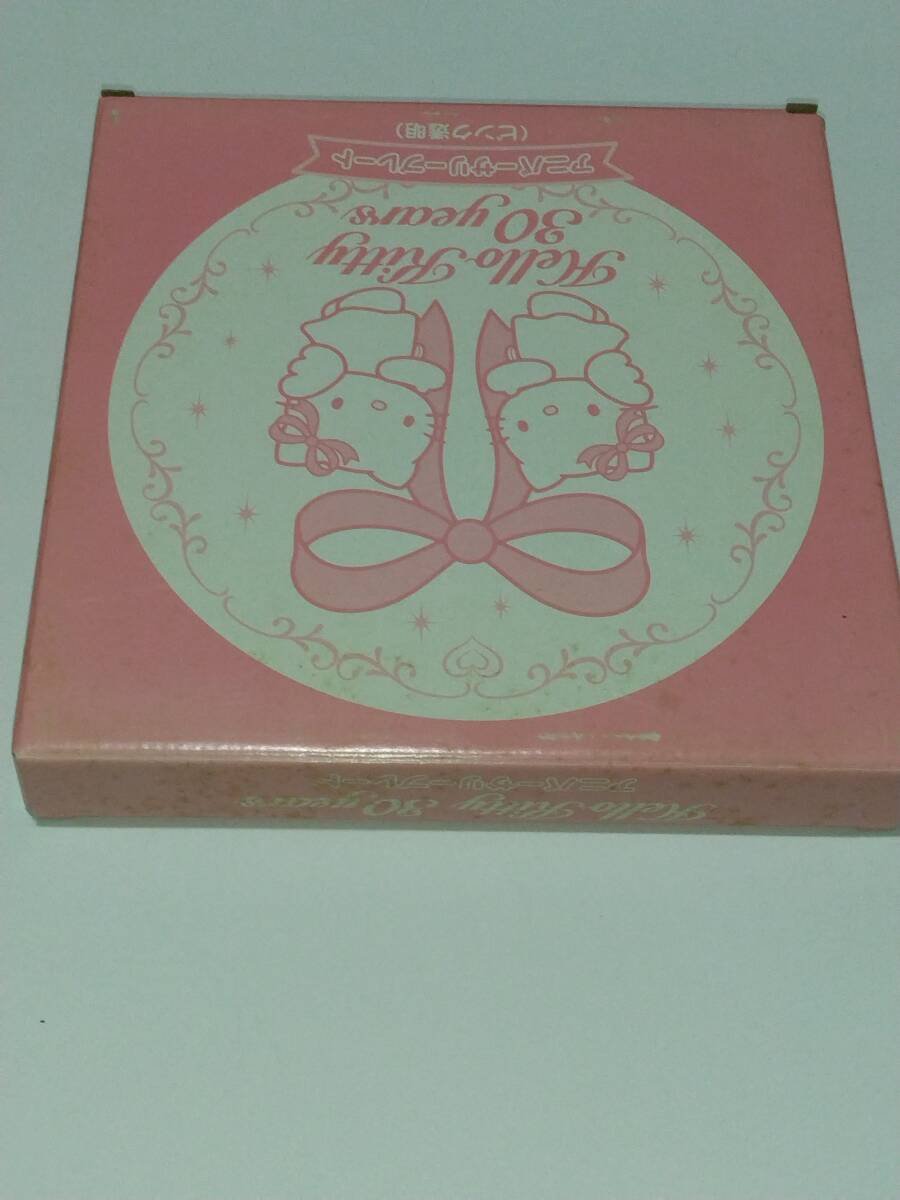 Hello Kitty
30 years
アニバーサリープレート
（ピンク透明）
Hello Kitty 30 years
アニバーサリープレート